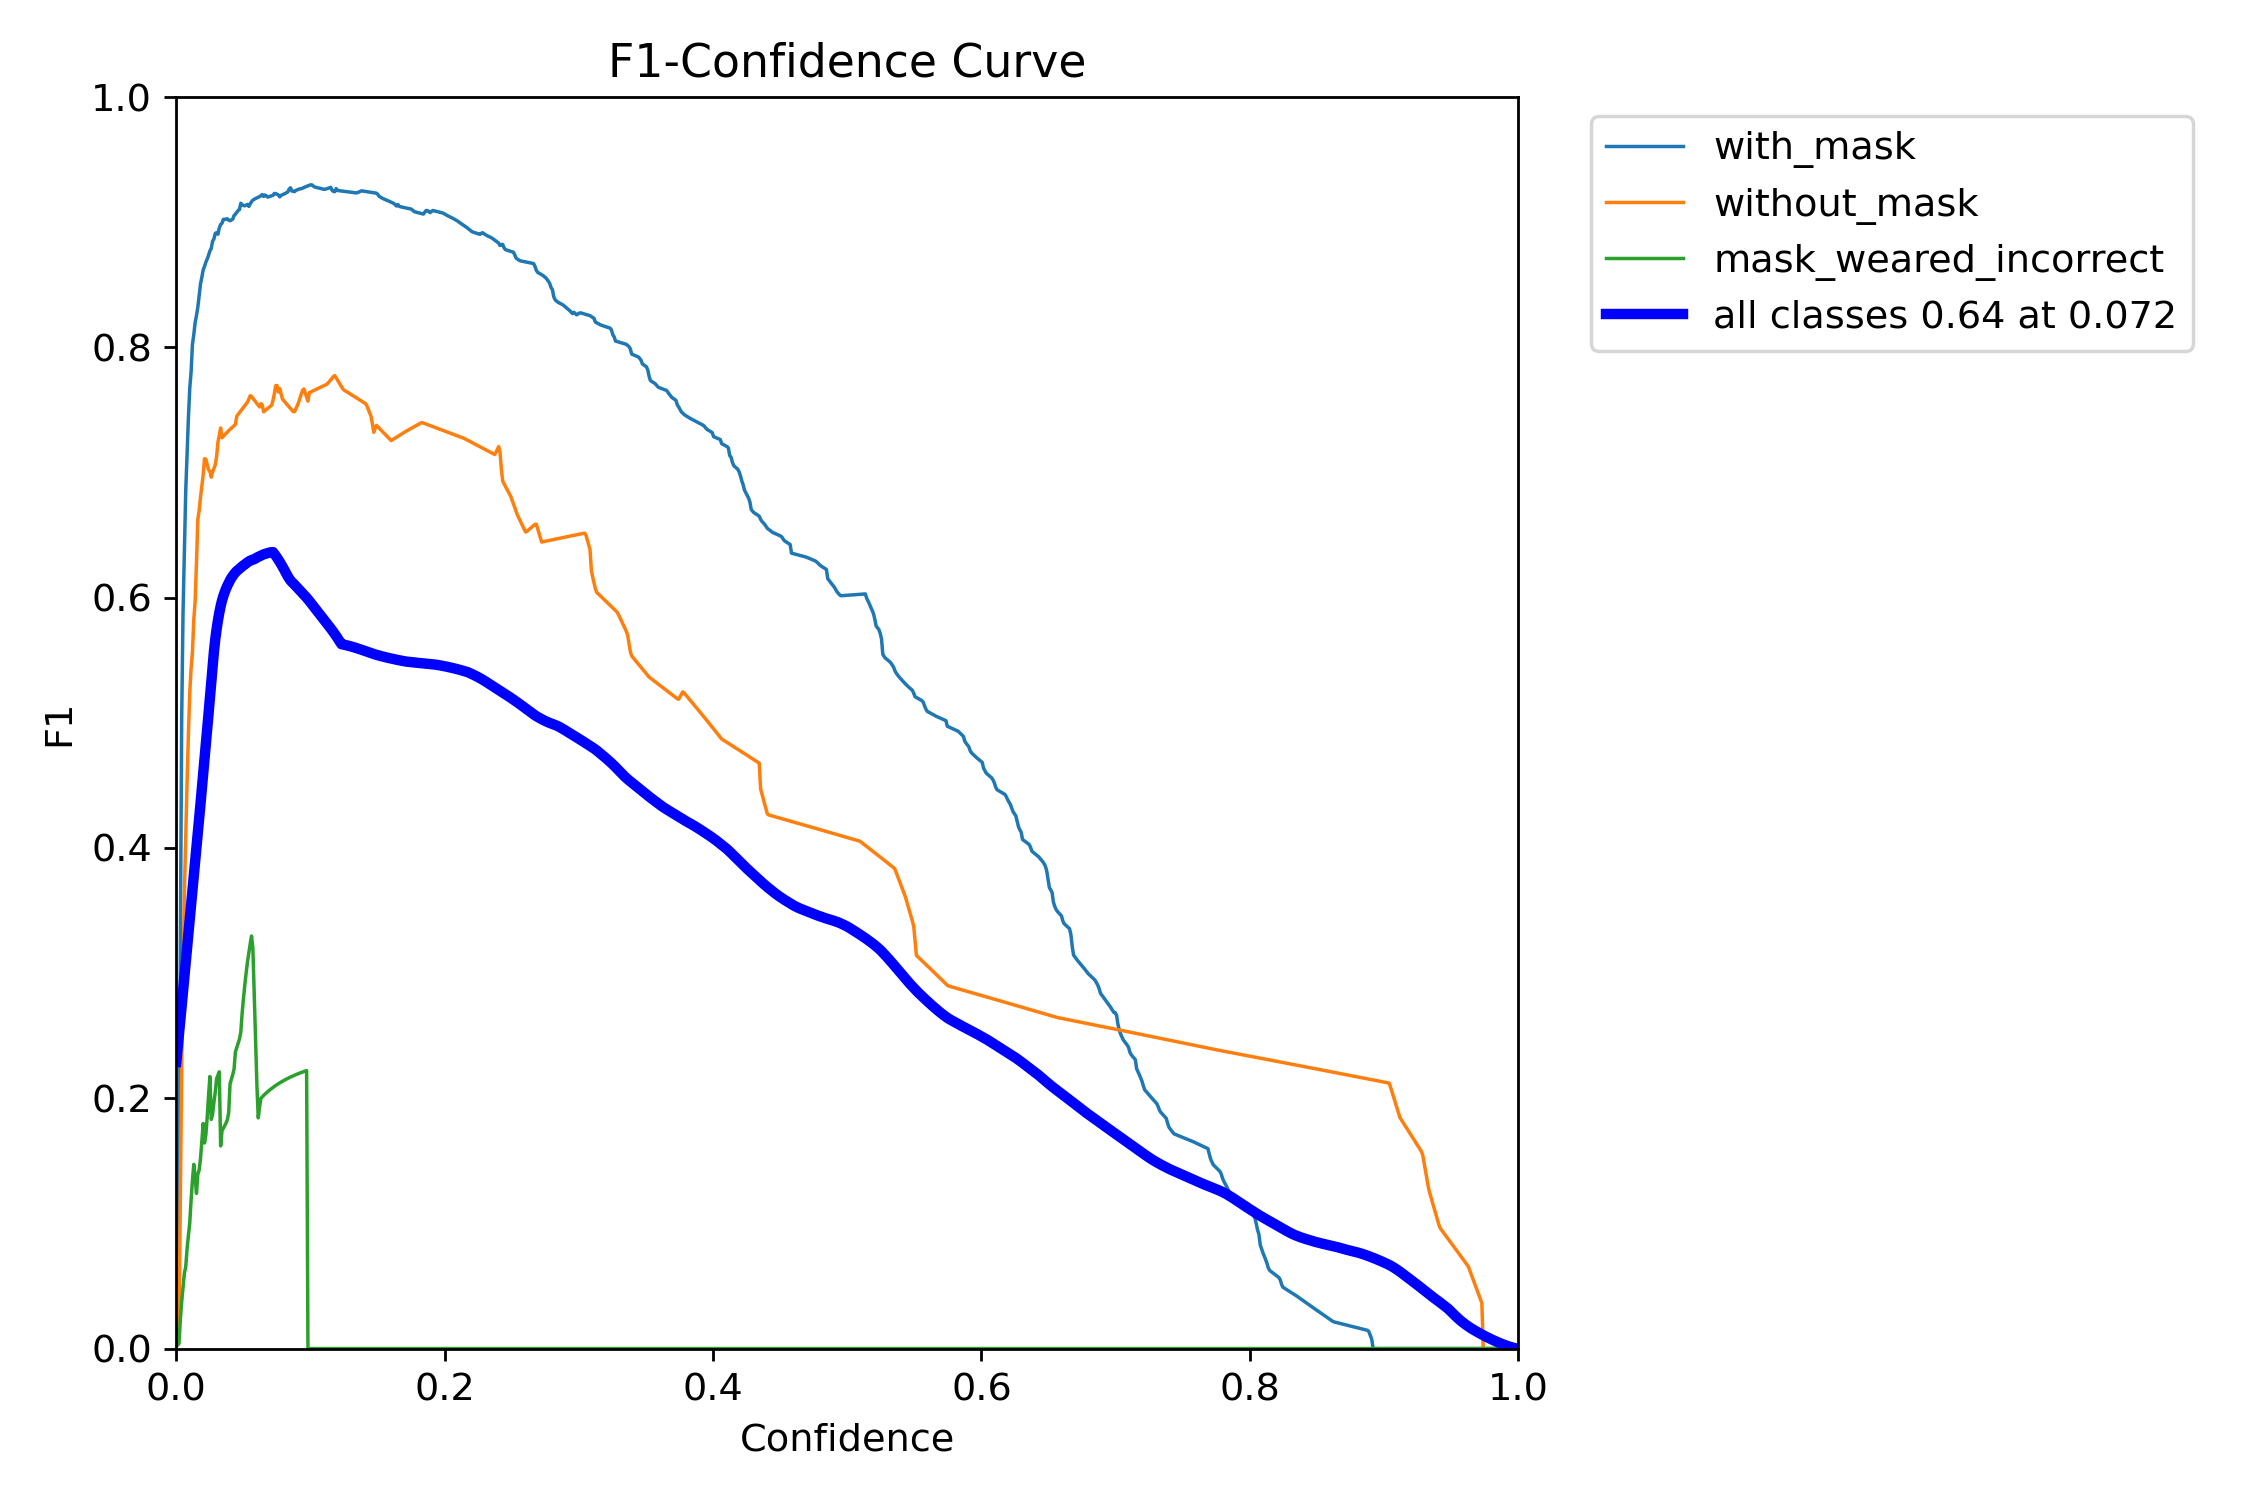 F1-Confidence Curve
with_mask
without_mask
mask_weared_incorrect
all classes 0.64 at 0.072
1.0
0.8
0.6
0.4
0.2
0.0
F1
0.0 0.2 0.4 0.6 0.8 1.0
Confidence